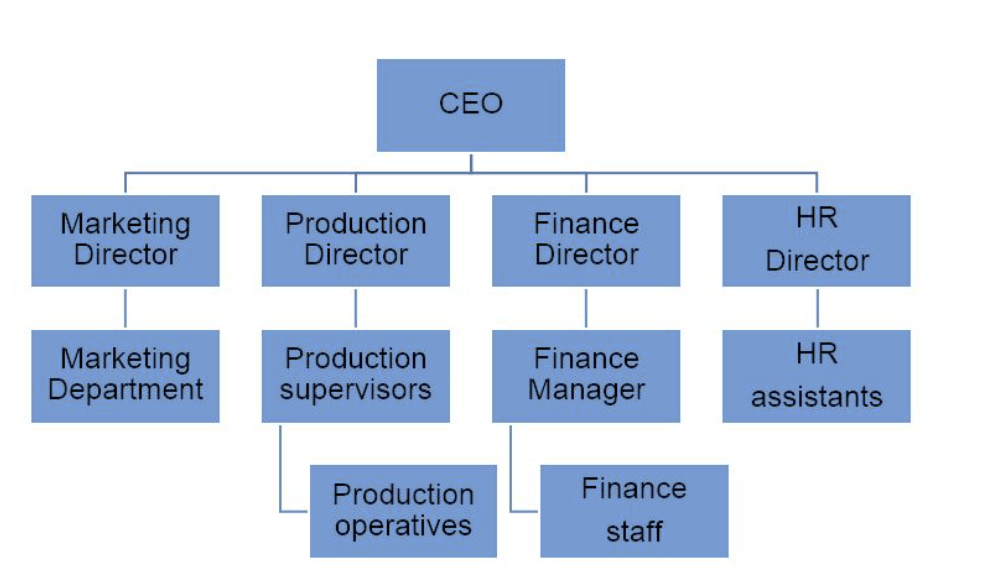 CEO
Marketing
Director
Production
Director
Finance
Director
HR
Director
Marketing
Department
Production
supervisors
Finance
Manager
HR
assistants
Production
operatives
Finance
staff